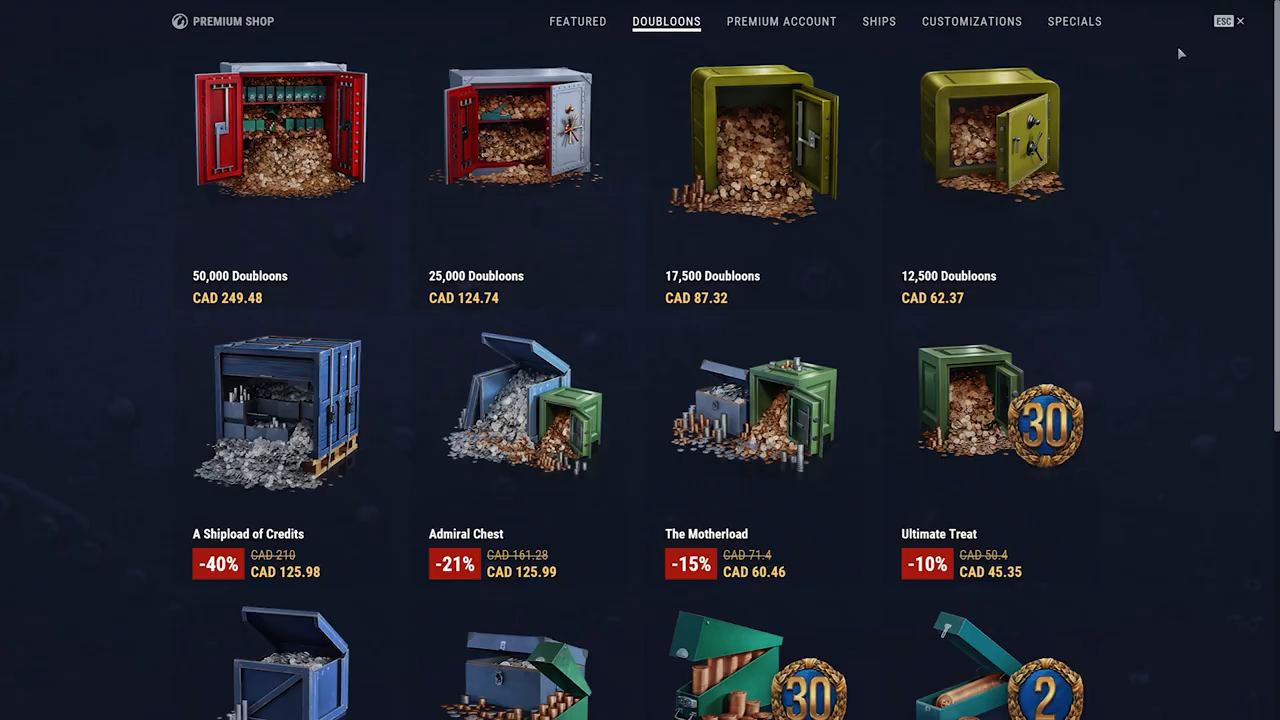 PREMIUM SHOP
FEATURED
DOUBLOONS
PREMIUM ACCOUNT
SHIPS
CUSTOMIZATIONS
SPECIALS
ESC ×
50,000 Doubloons
CAD 249.48
25,000 Doubloons
CAD 124.74
17,500 Doubloons
CAD 87.32
12,500 Doubloons
CAD 62.37
30
A Shipload of Credits
-40%
CAD 210
CAD 125.98
Admiral Chest
-21%
CAD 161.28
CAD 125.99
The Motherload
-15%
CAD 71.4
CAD 60.46
Ultimate Treat
-10%
CAD 50.4
CAD 45.35
30
2